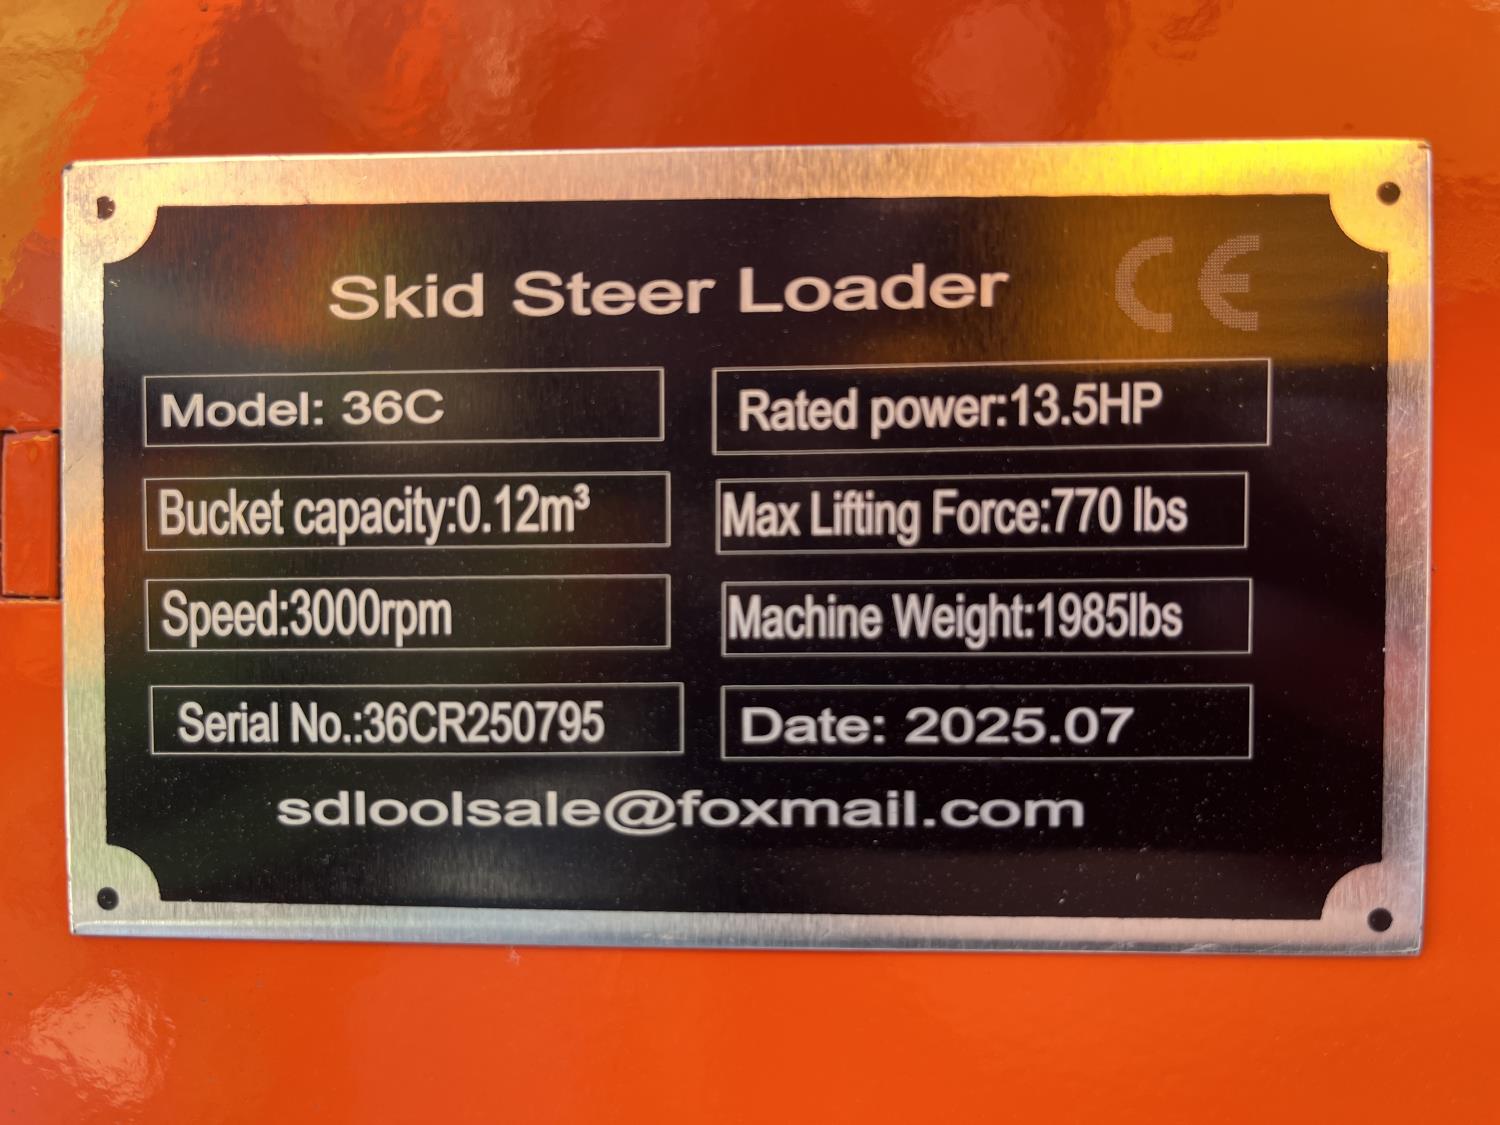 Skid Steer Loader CE
Model: 36C
Rated power:13.5HP
Bucket capacity:0.12m³
Max Lifting Force:770 lbs
Speed:3000rpm
Machine Weight:1985lbs
Serial No.:36CR250795
Date: 2025.07
sdloolsale@foxmail.com